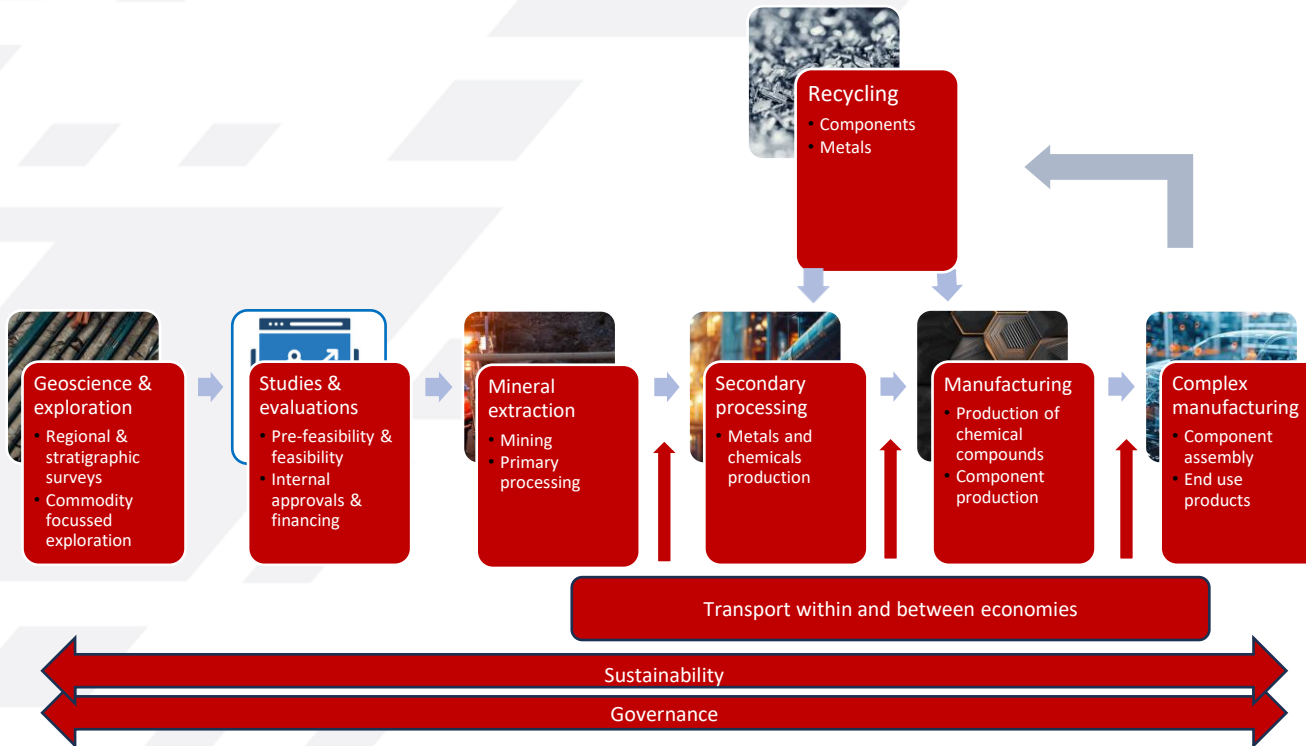 Recycling
• Components
• Metals
Geoscience &
exploration
• Regional &
stratigraphic
surveys
• Commodity
focussed
exploration
Studies &
evaluations
• Pre-feasibility &
feasibility
• Internal
approvals &
financing
Mineral
extraction
• Mining
• Primary
processing
Secondary
processing
• Metals and
chemicals
production
Manufacturing
• Production of
chemical
compounds
• Component
production
Complex
manufacturing
• Component
assembly
• End use
products
Transport within and between economies
Sustainability
Governance